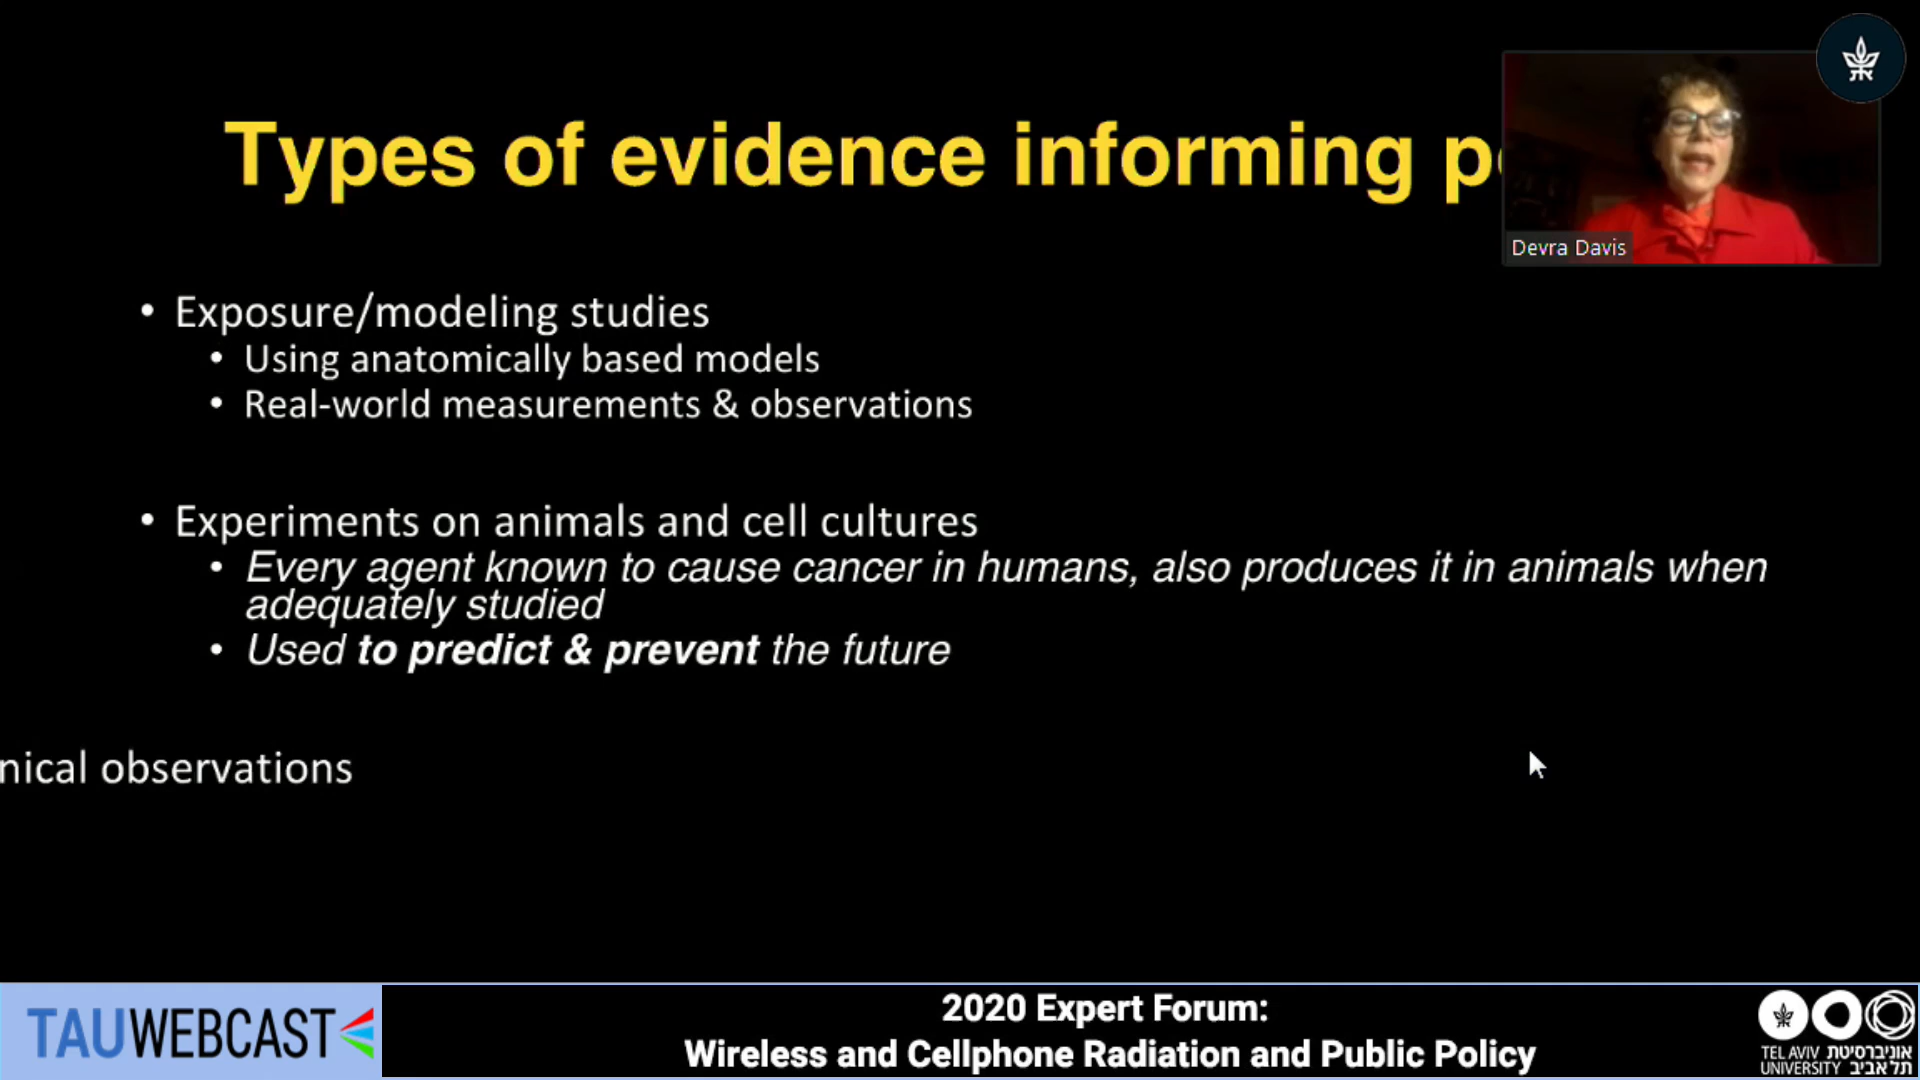 Types of evidence informing
Devra Davis
• Exposure/modeling studies
• Using anatomically based models
• Real-world measurements & observations
• Experiments on animals and cell cultures
• Every agent known to cause cancer in humans, also produces it in animals when
adequately studied
• Used to predict & prevent the future
observations
TAUWEBCAST
2020 Expert Forum:
Wireless and Cellphone Radiation and Public Policy
TEL AVIV אוניברסיטת
UNIVERSITY תל אביב